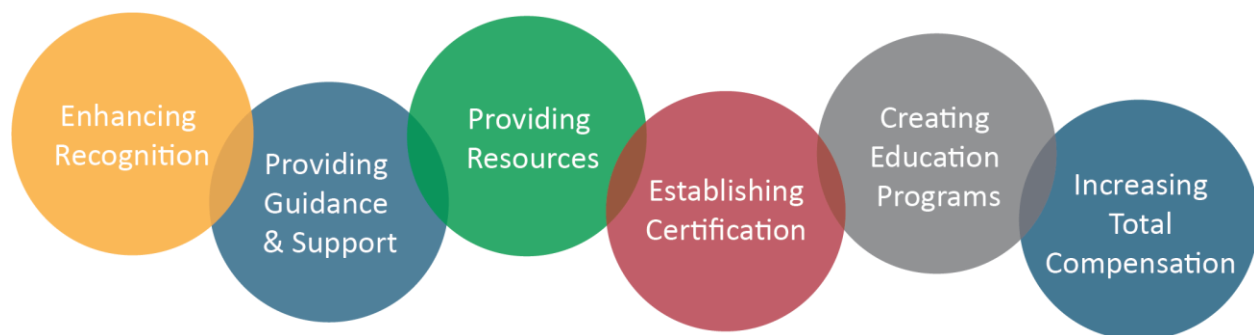 Enhancing
Recognition
Providing
Guidance
& Support
Providing
Resources
Establishing
Certification
Creating
Education
Programs
Increasing
Total
Compensation